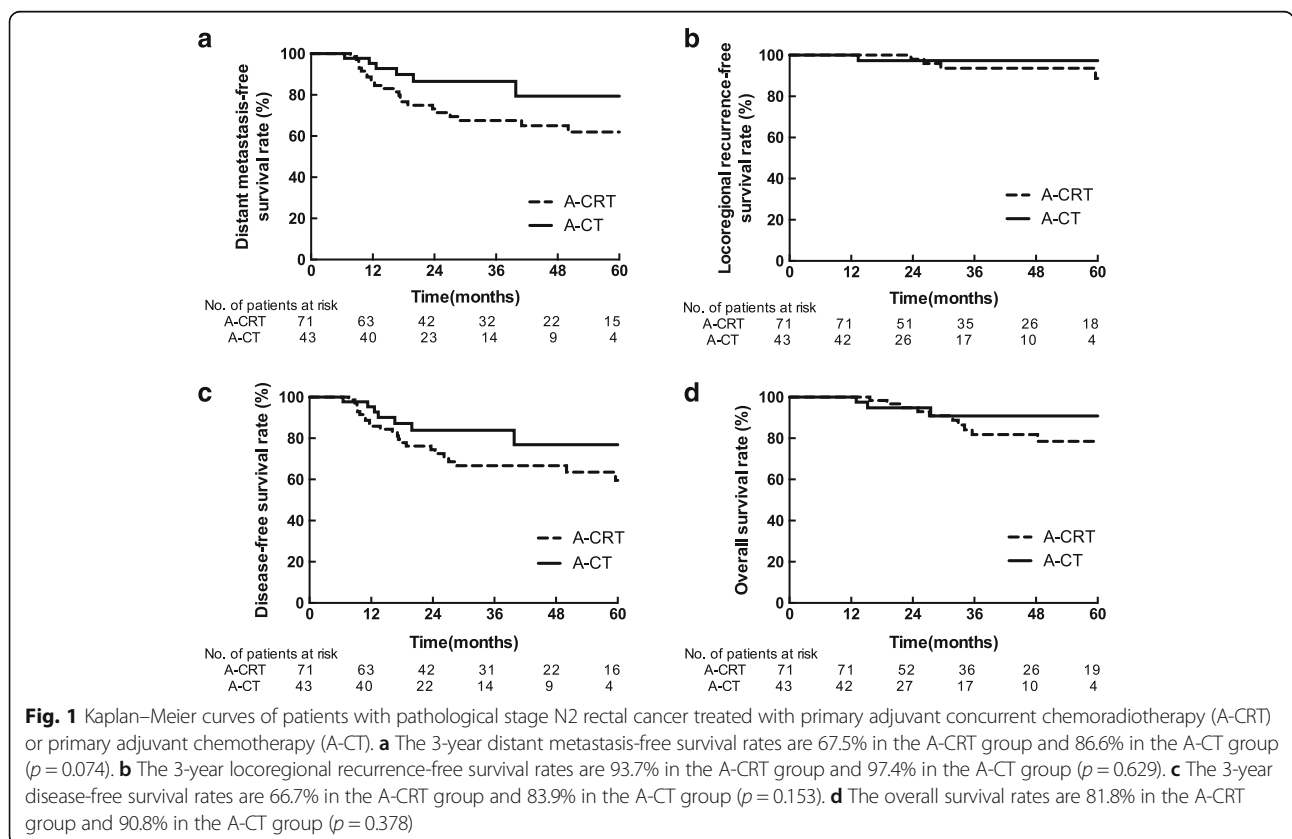 a
Distant metastasis-free
survival rate (%)
100
80
60
40
20
0
A-CRT
A-CT
0 12 24 36 48 60
Time(months)
No. of patients at risk
A-CRT 71 63 42 32 22 15
A-CT 43 40 23 14 9 4
b
Locoregional recurrence-free
survival rate (%)
100
80
60
40
20
0
A-CRT
A-CT
0 12 24 36 48 60
Time(months)
No. of patients at risk
A-CRT 71 71 51 35 26 18
A-CT 43 42 26 17 10 4
c
Disease-free survival rate (%)
100
80
60
40
20
0
A-CRT
A-CT
0 12 24 36 48 60
Time(months)
No. of patients at risk
A-CRT 71 63 42 31 22 16
A-CT 43 40 22 14 9 4
d
Overall survival rate (%)
100
80
60
40
20
0
A-CRT
A-CT
0 12 24 36 48 60
Time(months)
No. of patients at risk
A-CRT 71 71 52 36 26 19
A-CT 43 42 27 17 10 4
Fig. 1 Kaplan–Meier curves of patients with pathological stage N2 rectal cancer treated with primary adjuvant concurrent chemoradiotherapy (A-CRT)
or primary adjuvant chemotherapy (A-CT). a The 3-year distant metastasis-free survival rates are 67.5% in the A-CRT group and 86.6% in the A-CT group
(p = 0.074). b The 3-year locoregional recurrence-free survival rates are 93.7% in the A-CRT group and 97.4% in the A-CT group (p = 0.629). c The 3-year
disease-free survival rates are 66.7% in the A-CRT group and 83.9% in the A-CT group (p = 0.153). d The overall survival rates are 81.8% in the A-CRT
group and 90.8% in the A-CT group (p = 0.378)